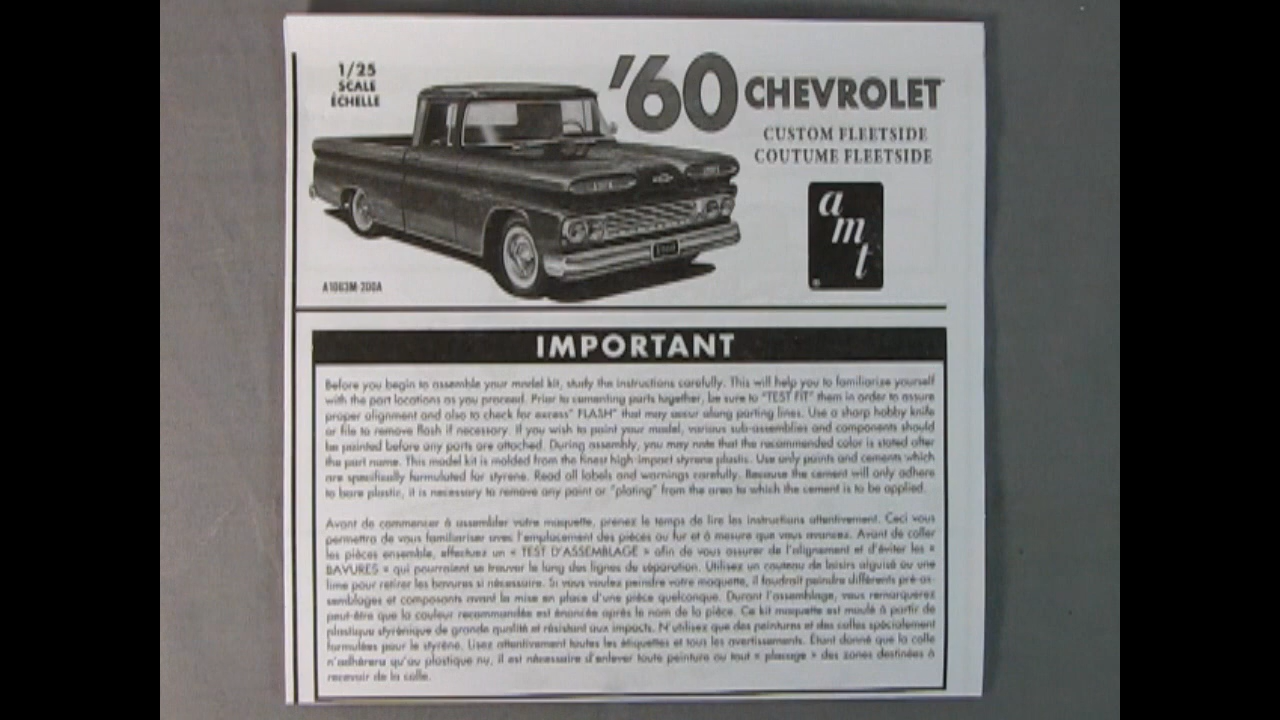 1/25
SCALE
ÉCHELLE
'60 CHEVROLET
CUSTOM FLEETSIDE
COUTUME FLEETSIDE
amt
A1063M-200A
IMPORTANT
Before you begin to assemble your model kit, study the instructions carefully. This will help you to familiarize yourself
with the part locations as you proceed. Prior to cementing parts together, be sure to "TEST FIT" them in order to assure
proper alignment and also to check for excess" FLASH" that may occur along parting lines. Use a sharp hobby knife
or file to remove flash if necessary. If you wish to paint your model, various sub-assemblies and components should
be painted before any parts are attached. During assembly, you may note that the recommended color is stated after
the part name. This model kit is molded from the finest high-impact styrene plastic. Use only paints and cements which
are specifically formulated for styrene. Read all labels and warnings carefully. Because the cement will only adhere
to bare plastic, it is necessary to remove any paint or "plating" from the area to which the cement is to be applied.
Avant de commencer à assembler votre maquette, prenez le temps de lire les instructions attentivement. Ceci vous
permettra de vous familiariser avec l'emplacement des pièces au fur et à mesure que vous avancez. Avant de coller
les pièces ensemble, effectuez un « TEST D'ASSEMBLAGE » afin de vous assurer de l'alignement et d'éviter les «
BAVURES » qui pourraient se trouver le long des lignes de séparation. Utilisez un couteau de loisirs aiguisé ou une
lime pour retirer les bavures si nécessaire. Si vous voulez peindre votre maquette, il faudrait peindre différents pré-as-
semblages et composants avant la mise en place d'une pièce quelconque. Durant l'assemblage, vous remarquerez
peut-être que la couleur recommandée est énoncée après le nom de la pièce. Ce kit maquette est moulé à partir de
plastique styrénique de grande qualité et résistant aux impacts. N'utilisez que des peintures et des colles spécialement
formulées pour le styrène. Lisez attentivement toutes les étiquettes et tous les avertissements. Étant donné que la colle
n'adhérera qu'au plastique nu, il est nécessaire d'enlever toute peinture ou tout « placage » des zones destinées à
recevoir de la colle.